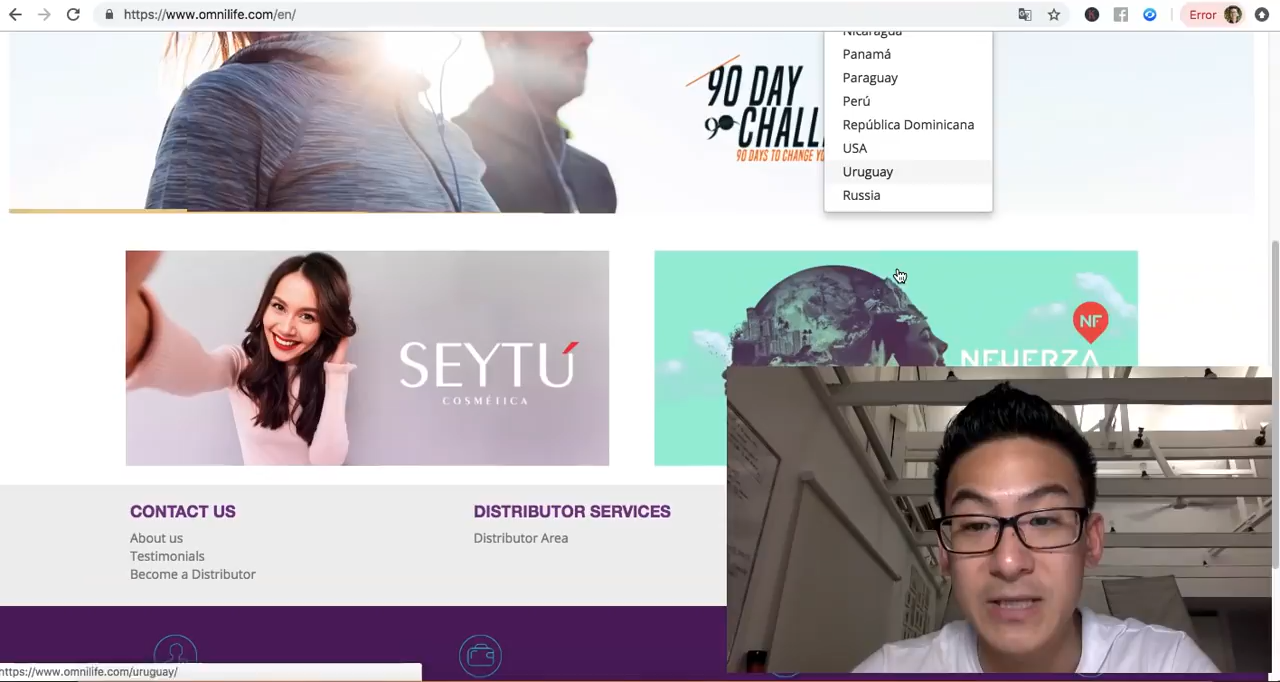 https://www.omnilife.com/en/
Error
Nicaragua
Panamá
Paraguay
Perú
República Dominicana
USA
Uruguay
Russia
90 DAY
90 CHALL
90 DAYS TO CHANGE YO
SEYTÚ
COSMÉTICA
NF
NFUERZA
CONTACT US
About us
Testimonials
Become a Distributor
DISTRIBUTOR SERVICES
Distributor Area
https://www.omnilife.com/uruguay/